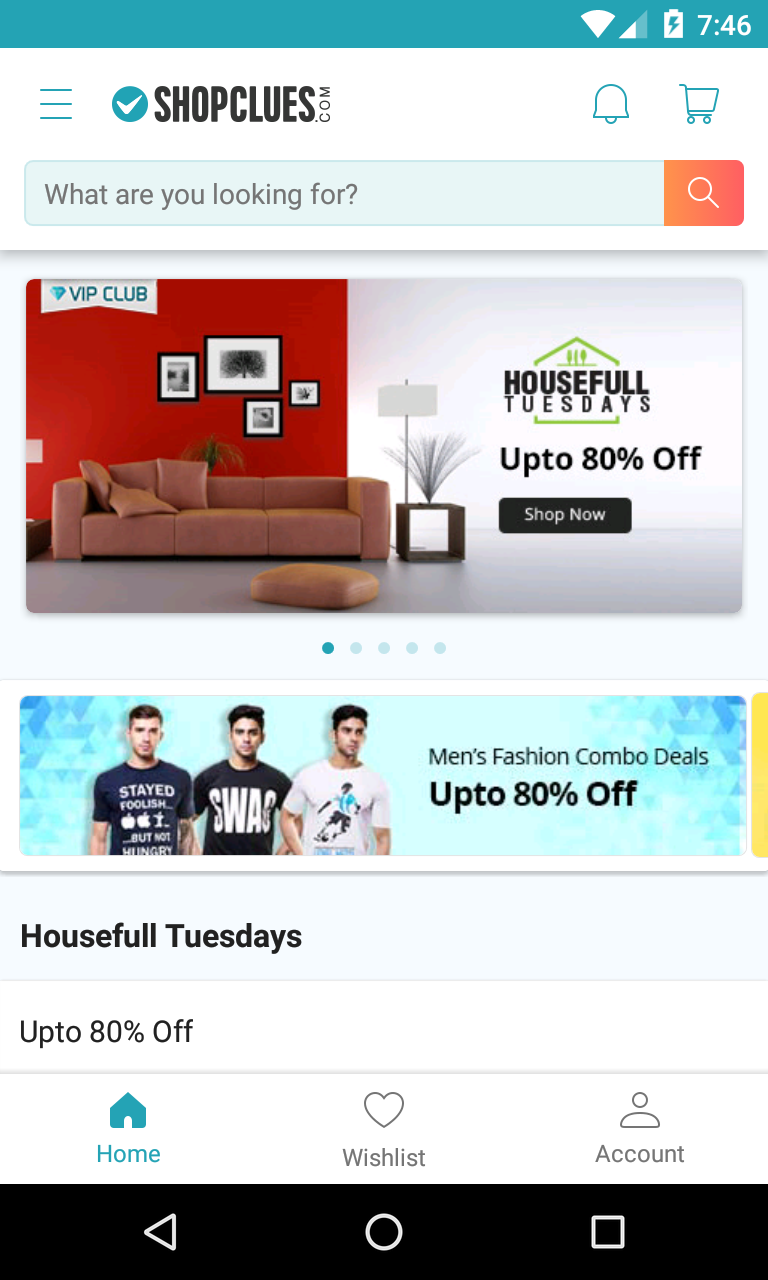 7:46
SHOPCLUES.COM
What are you looking for?
VIP CLUB
HOUSEFULL
TUESDAYS
Upto 80% Off
Shop Now
STAYED
FOOLISH...
...BUT NOT
HUNGRY
SWAG
Men's Fashion Combo Deals
Upto 80% Off
Housefull Tuesdays
Upto 80% Off
Home
Wishlist
Account